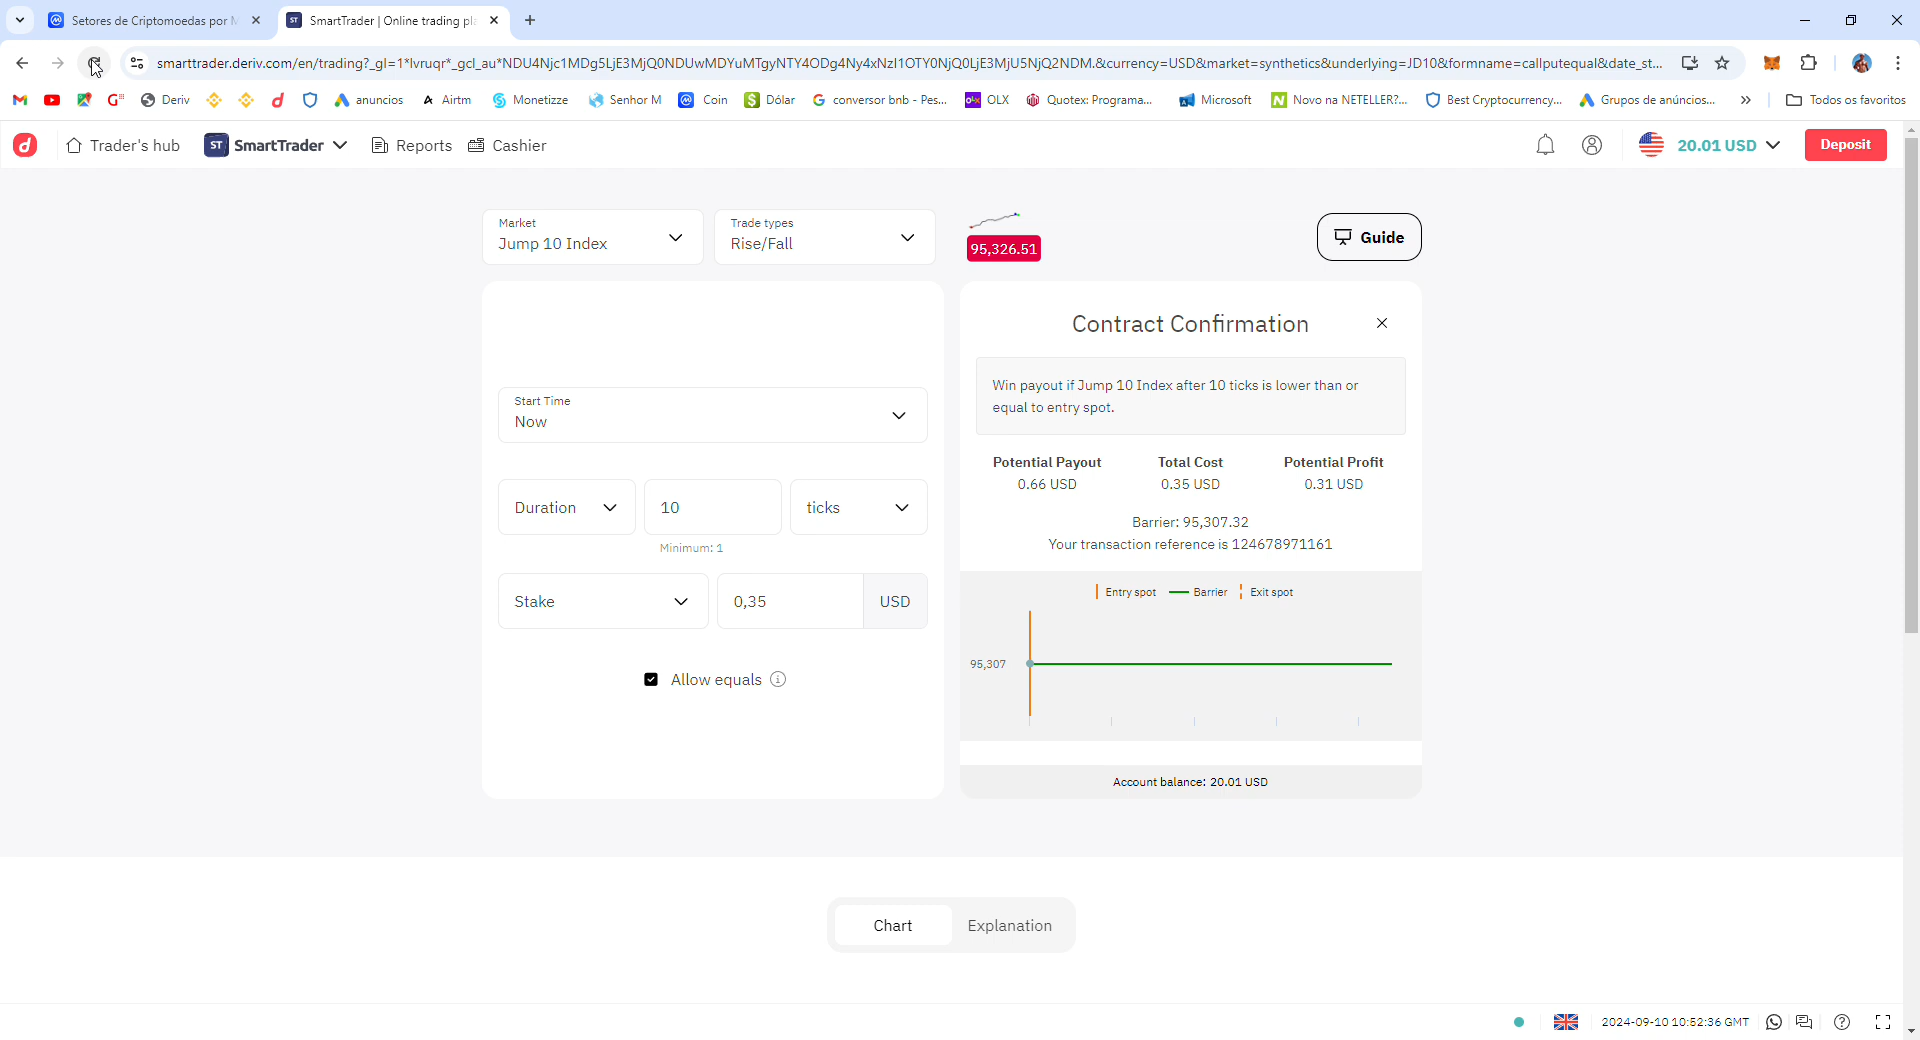 Setores de Criptomoedas por M
SmartTrader | Online trading pla
smarttrader.deriv.com/en/trading?_gl=1*lvruqr*_gcl_au*NDU4Njc1MDg5LjE3MjQ0NDUwMDYuMTgyNTY4ODg4Ny4xNzI1OTY0NjQ0LjE3MjU5NjQ2NDM.&currency=USD&market=synthetics&underlying=JD10&formname=callputequal&date_st...
Deriv
anuncios
Airtm
Monetizze
Senhor M
Coin
Dólar
conversor bnb - Pes...
OLX
Quotex: Programa...
Microsoft
Novo na NETELLER?...
Best Cryptocurrency...
Grupos de anúncios...
Todos os favoritos
Trader's hub
ST SmartTrader
Reports
Cashier
20.01 USD
Deposit
Market
Jump 10 Index
Trade types
Rise/Fall
95,326.51
Guide
Start Time
Now
Duration
10
ticks
Minimum: 1
Stake
0,35
USD
Allow equals
Contract Confirmation
Win payout if Jump 10 Index after 10 ticks is lower than or
equal to entry spot.
Potential Payout Total Cost Potential Profit
0.66 USD 0.35 USD 0.31 USD
Barrier: 95,307.32
Your transaction reference is 124678971161
Entry spot Barrier Exit spot
95,307
Account balance: 20.01 USD
Chart
Explanation
2024-09-10 10:52:36 GMT